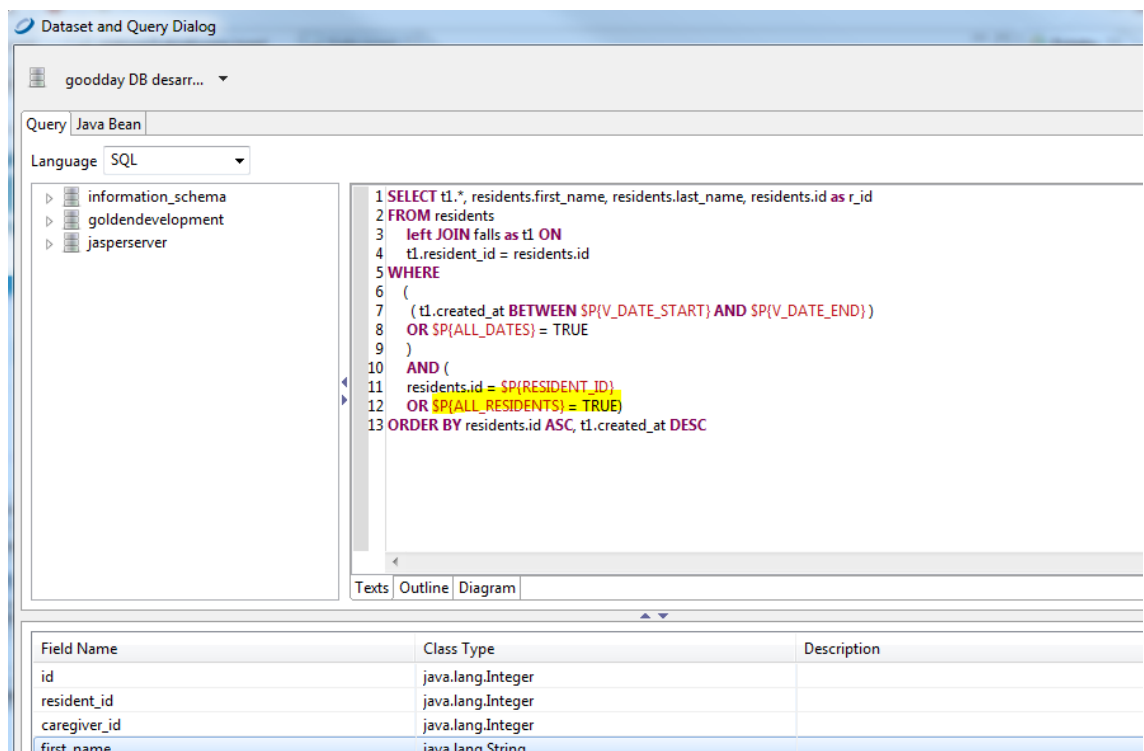 Dataset and Query Dialog
goodday DB desarr...
Query Java Bean
Language SQL
information_schema
goldendevelopment
jasperserver
1 SELECT t1.*, residents.first_name, residents.last_name, residents.id as r_id
2 FROM residents
3 left JOIN falls as t1 ON
4 t1.resident_id = residents.id
5 WHERE
6 (
7 ( t1.created_at BETWEEN $P{V_DATE_START} AND $P{V_DATE_END} )
8 OR $P{ALL_DATES} = TRUE
9 )
10 AND (
11 residents.id = $P{RESIDENT_ID}
12 OR $P{ALL_RESIDENTS} = TRUE)
13 ORDER BY residents.id ASC, t1.created_at DESC
Texts Outline Diagram
Field Name Class Type Description
id java.lang.Integer
resident_id java.lang.Integer
caregiver_id java.lang.Integer
first_name java.lang.String